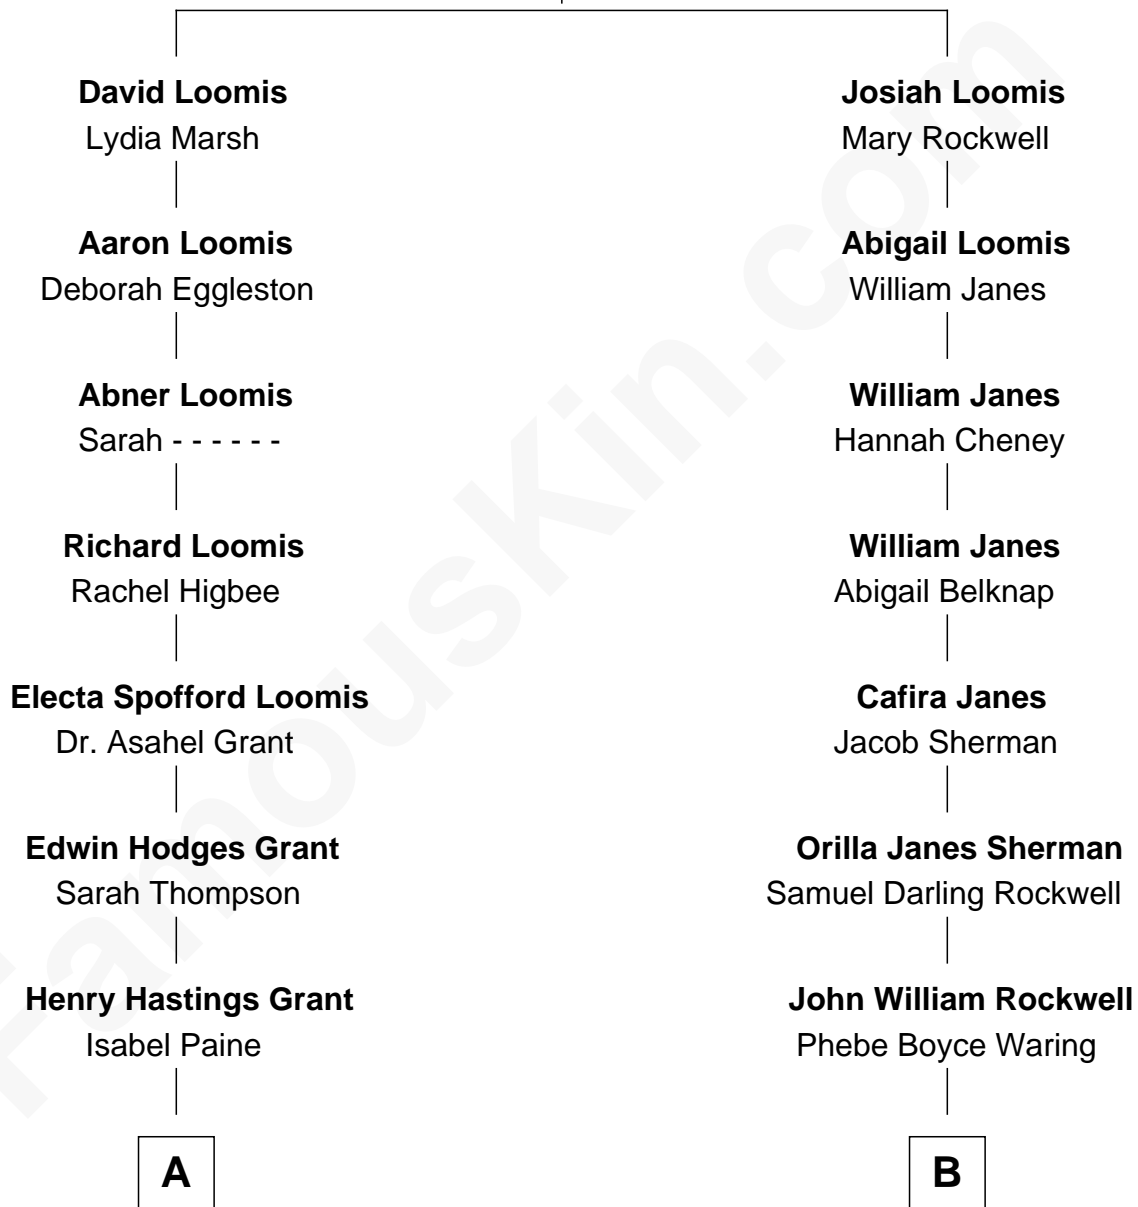 David Loomis
Lydia Marsh
Josiah Loomis
Mary Rockwell
Aaron Loomis
Deborah Eggleston
Abigail Loomis
William Janes
Abner Loomis
Sarah - - - - - -
William Janes
Hannah Cheney
Richard Loomis
Rachel Higbee
William Janes
Abigail Belknap
Electa Spofford Loomis
Dr. Asahel Grant
Cafira Janes
Jacob Sherman
Edwin Hodges Grant
Sarah Thompson
Orilla Janes Sherman
Samuel Darling Rockwell
Henry Hastings Grant
Isabel Paine
John William Rockwell
Phebe Boyce Waring
A
B
FamousKin.com